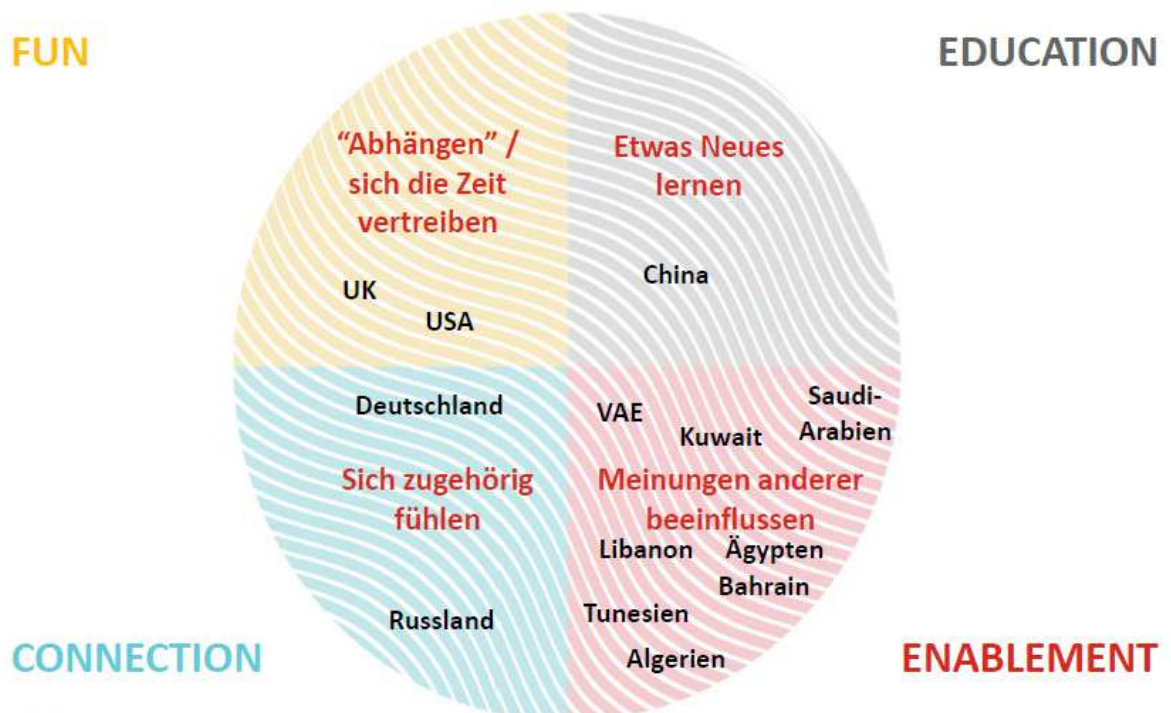 FUN
EDUCATION
“Abhängen” /
sich die Zeit
vertreiben
UK
USA
Etwas Neues
lernen
China
Deutschland
Sich zugehörig
fühlen
Russland
VAE
Kuwait
Saudi-
Arabien
Meinungen anderer
beeinflussen
Libanon
Ägypten
Bahrain
Tunesien
Algerien
CONNECTION
ENABLEMENT